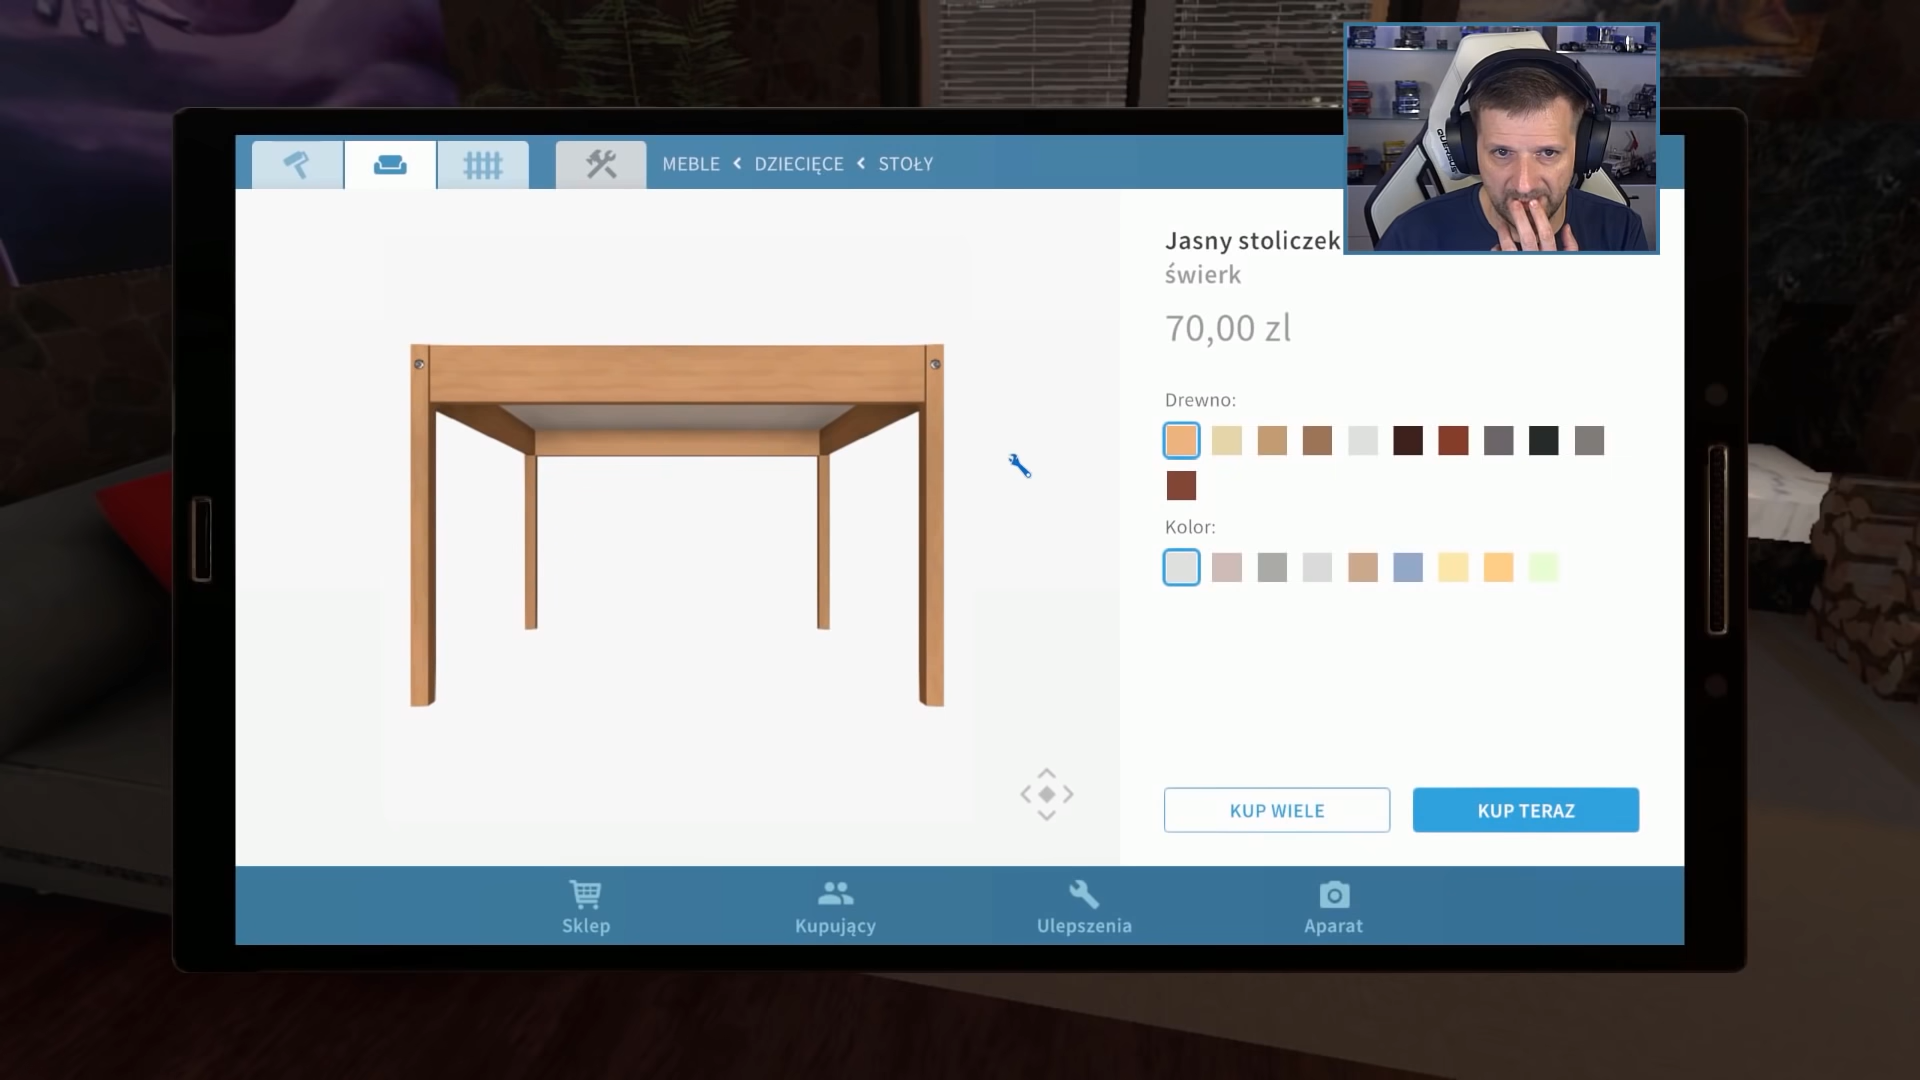 MEBLE < DZIECIĘCE < STOŁY
Jasny stoliczek
świerk
70,00 zl
Drewno:
Kolor:
KUP WIELE
KUP TERAZ
Sklep
Kupujący
Ulepszenia
Aparat